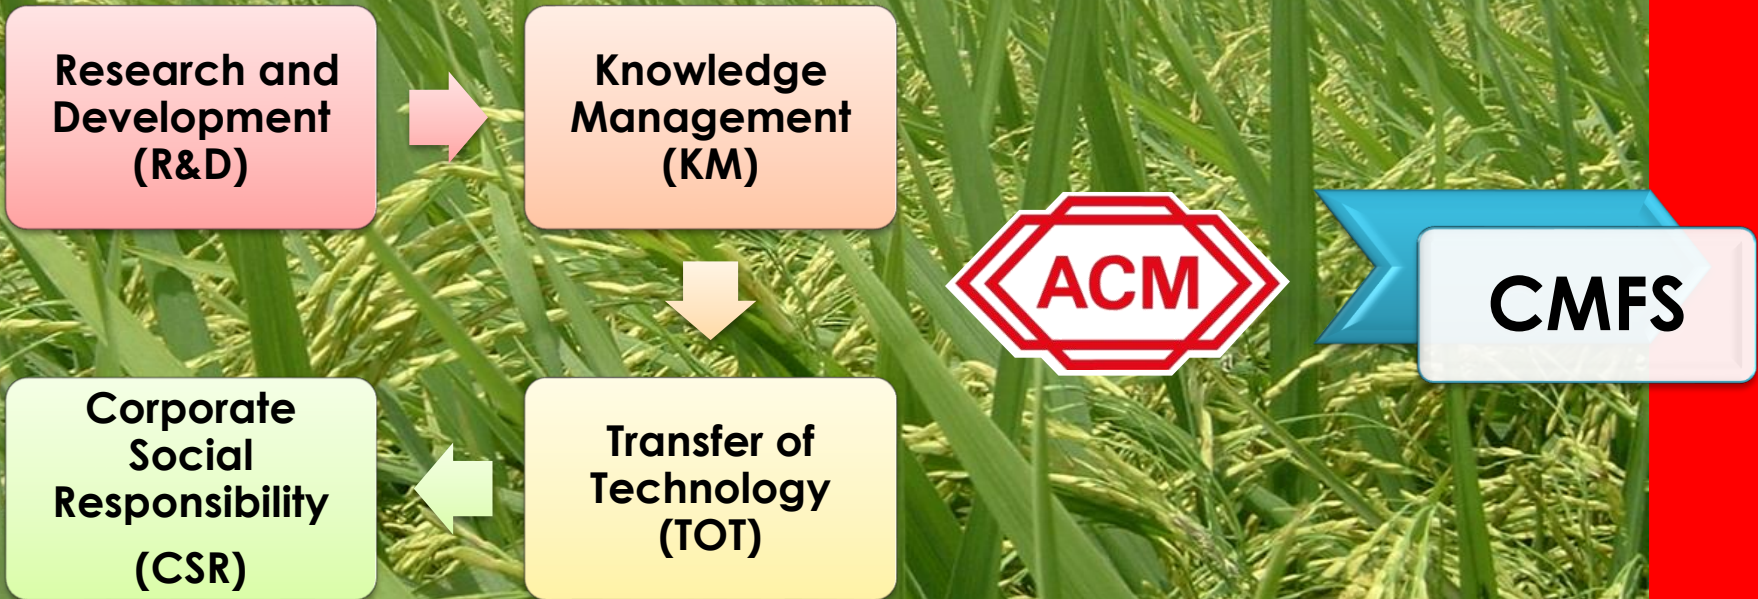 Research and
Development
(R&D)
Knowledge
Management
(KM)
Transfer of
Technology
(TOT)
Corporate
Social
Responsibility
(CSR)
ACM
CMFS